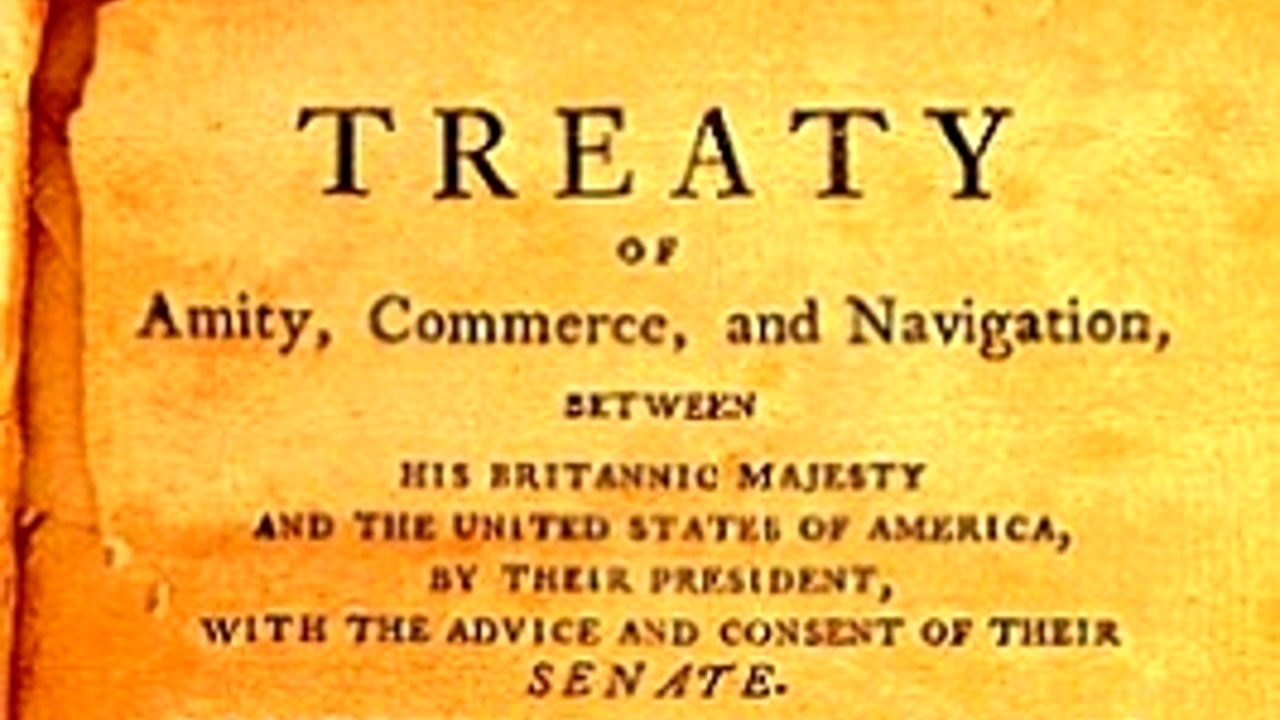 TREATY
OF
Amity, Commerce, and Navigation,
BETWEEN
HIS BRITANNIC MAJESTY
AND THE UNITED STATES OF AMERICA,
BY THEIR PRESIDENT,
WITH THE ADVICE AND CONSENT OF THEIR
SENATE.